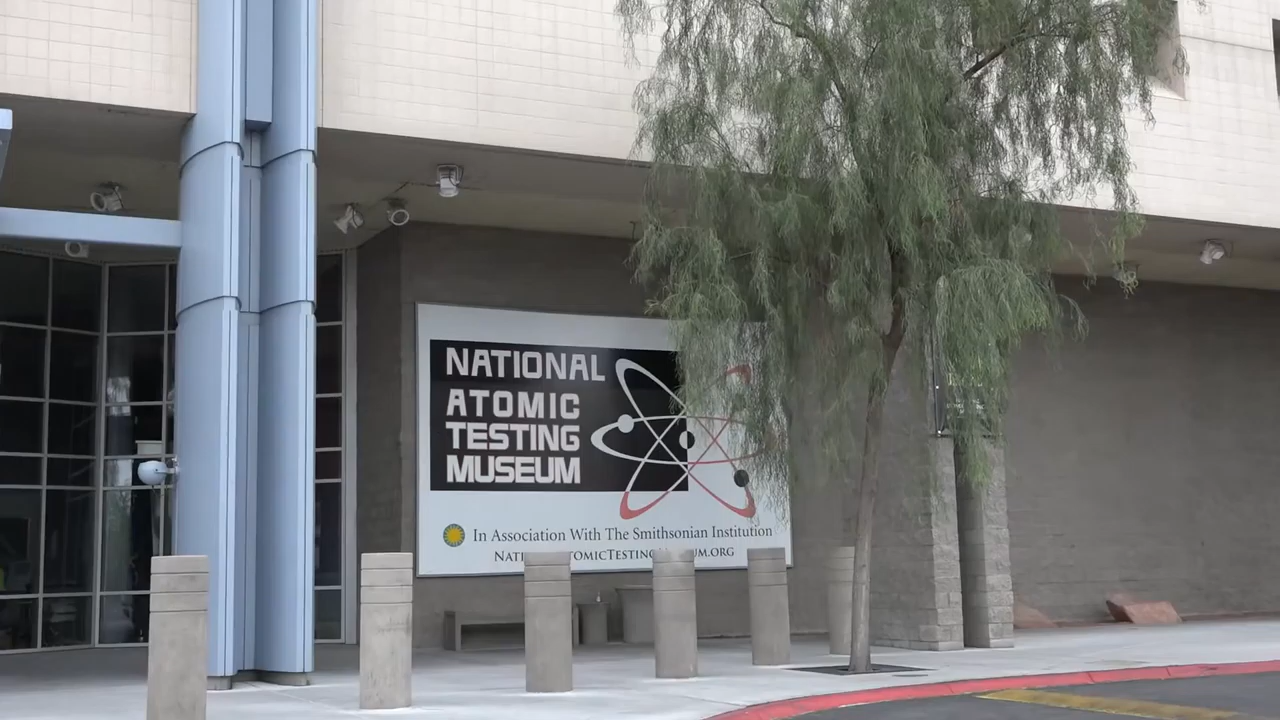 NATIONAL
ATOMIC
TESTING
MUSEUM
In Association With The Smithsonian Institution